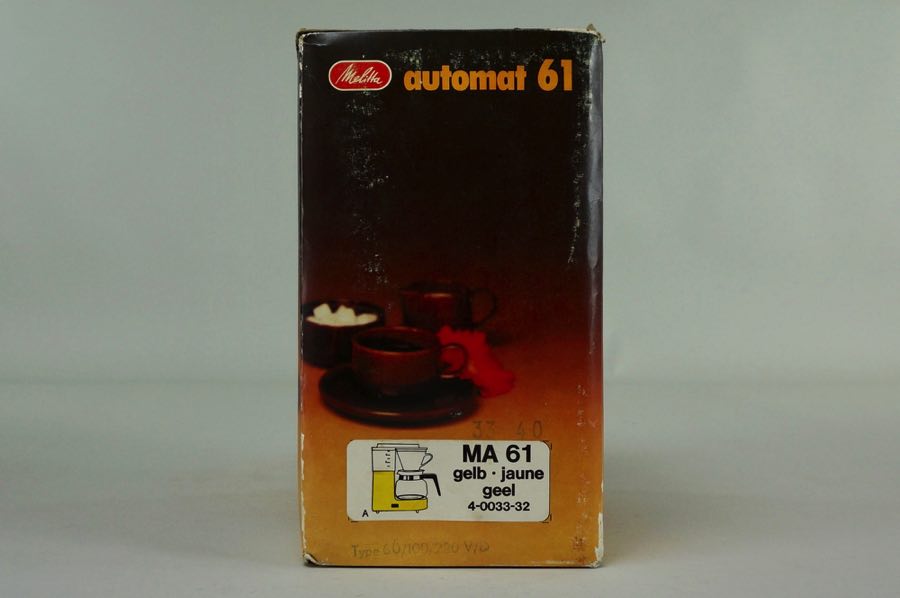 Melitta
automat 61
33 40
MA 61
gelb · jaune
geel
4-0033-32
A
Type 60/100/220 V/D